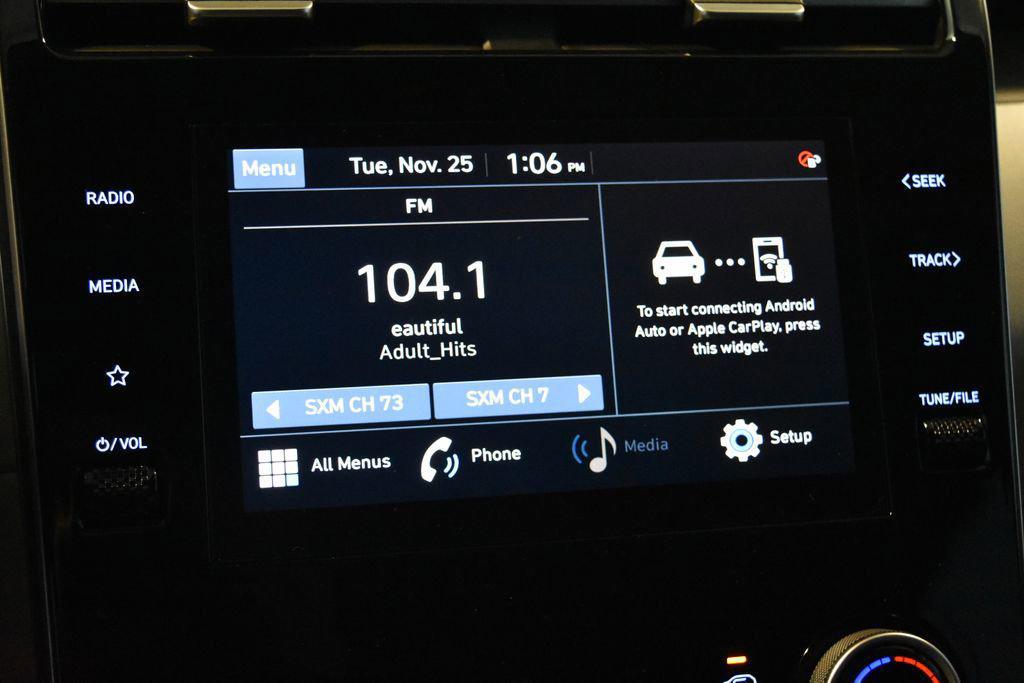 Menu Tue, Nov. 25 1:06 PM
RADIO
<SEEK
FM
104.1
eautiful
Adult_Hits
To start connecting Android
Auto or Apple CarPlay, press
this widget.
MEDIA
TRACK>
SETUP
SXM CH 73 SXM CH 7
TUNE/FILE
/VOL
All Menus Phone Media Setup